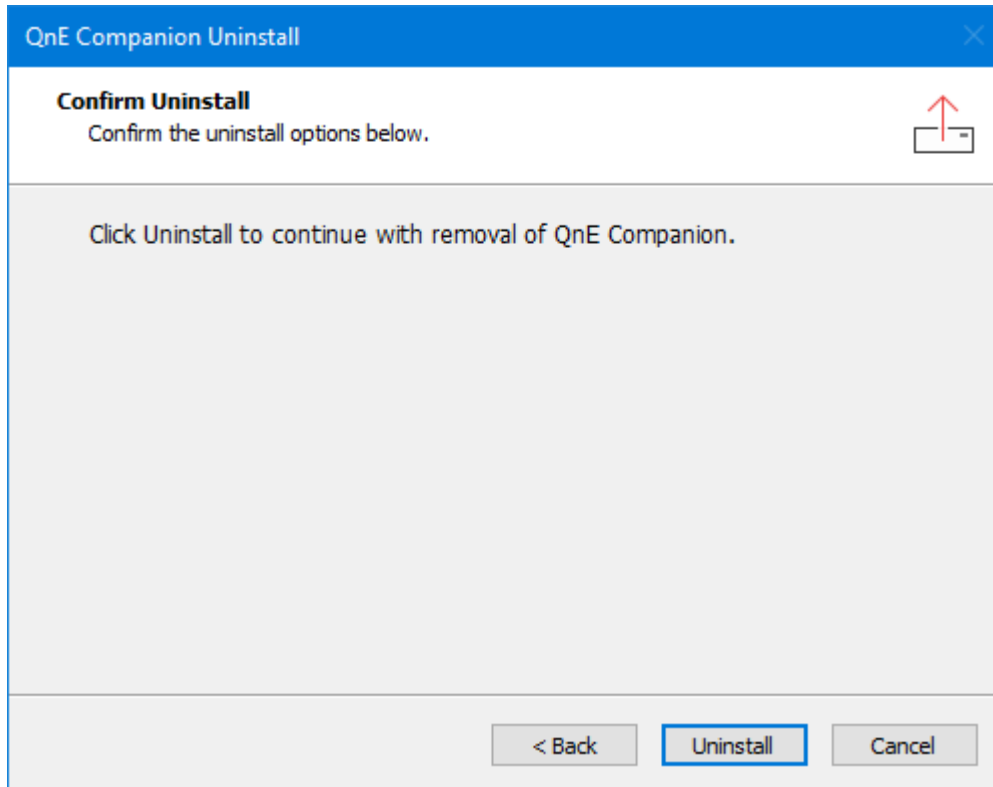 QnE Companion Uninstall
Confirm Uninstall
Confirm the uninstall options below.
Click Uninstall to continue with removal of QnE Companion.
< Back
Uninstall
Cancel